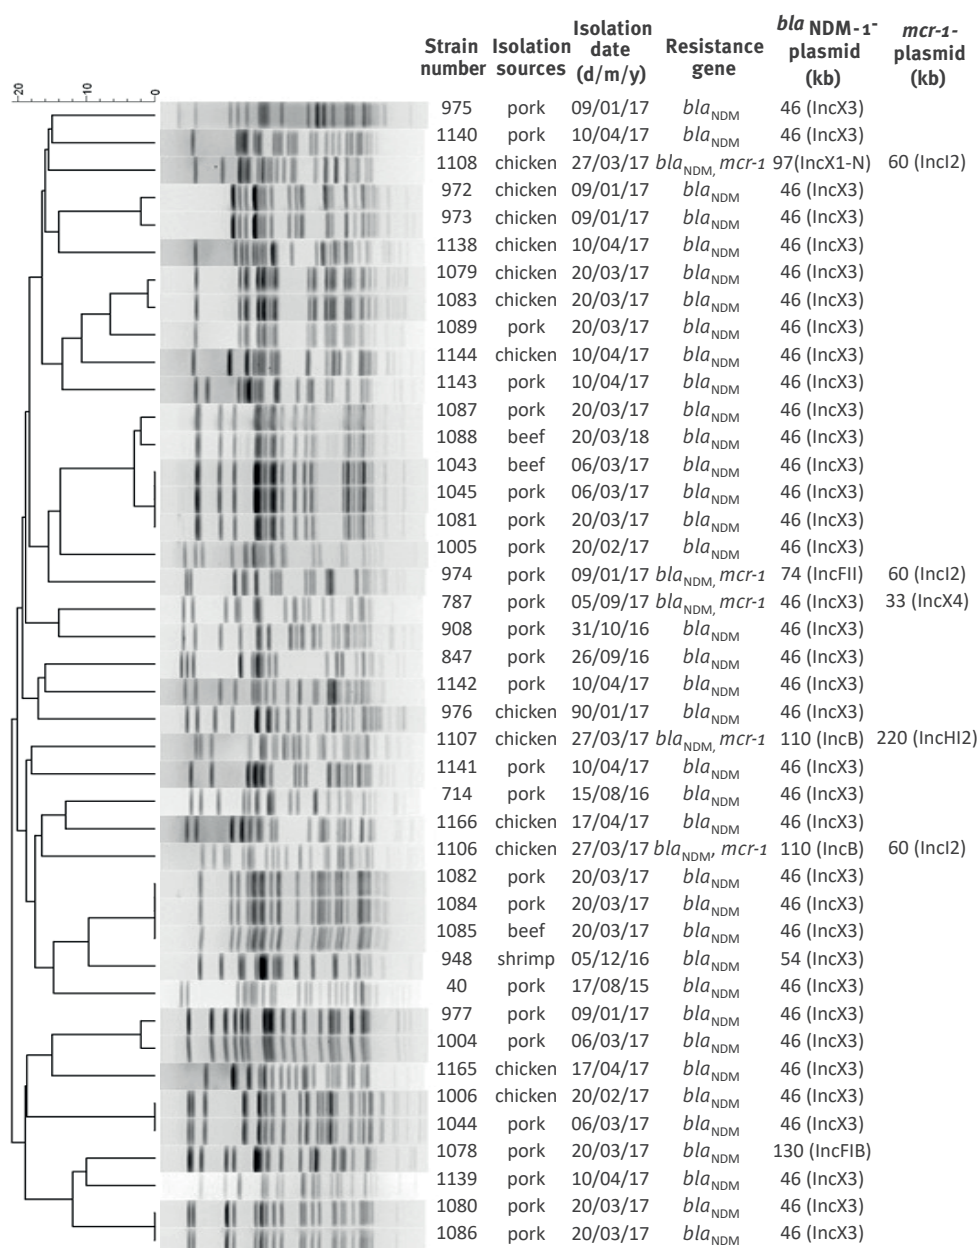 Strain number Isolation sources Isolation date (d/m/y) Resistance gene bla NDM-1-plasmid (kb) mcr-1-plasmid (kb)
20 10 0
975 pork 09/01/17 blaNDM 46 (IncX3)
1140 pork 10/04/17 blaNDM 46 (IncX3)
1108 chicken 27/03/17 blaNDM, mcr-1 97(IncX1-N) 60 (IncI2)
972 chicken 09/01/17 blaNDM 46 (IncX3)
973 chicken 09/01/17 blaNDM 46 (IncX3)
1138 chicken 10/04/17 blaNDM 46 (IncX3)
1079 chicken 20/03/17 blaNDM 46 (IncX3)
1083 chicken 20/03/17 blaNDM 46 (IncX3)
1089 pork 20/03/17 blaNDM 46 (IncX3)
1144 chicken 10/04/17 blaNDM 46 (IncX3)
1143 pork 10/04/17 blaNDM 46 (IncX3)
1087 pork 20/03/17 blaNDM 46 (IncX3)
1088 beef 20/03/18 blaNDM 46 (IncX3)
1043 beef 06/03/17 blaNDM 46 (IncX3)
1045 pork 06/03/17 blaNDM 46 (IncX3)
1081 pork 20/03/17 blaNDM 46 (IncX3)
1005 pork 20/02/17 blaNDM 46 (IncX3)
974 pork 09/01/17 blaNDM, mcr-1 74 (IncFII) 60 (IncI2)
787 pork 05/09/17 blaNDM, mcr-1 46 (IncX3) 33 (IncX4)
908 pork 31/10/16 blaNDM 46 (IncX3)
847 pork 26/09/16 blaNDM 46 (IncX3)
1142 pork 10/04/17 blaNDM 46 (IncX3)
976 chicken 90/01/17 blaNDM 46 (IncX3)
1107 chicken 27/03/17 blaNDM, mcr-1 110 (IncB) 220 (IncHI2)
1141 pork 10/04/17 blaNDM 46 (IncX3)
714 pork 15/08/16 blaNDM 46 (IncX3)
1166 chicken 17/04/17 blaNDM 46 (IncX3)
1106 chicken 27/03/17 blaNDM, mcr-1 110 (IncB) 60 (IncI2)
1082 pork 20/03/17 blaNDM 46 (IncX3)
1084 pork 20/03/17 blaNDM 46 (IncX3)
1085 beef 20/03/17 blaNDM 46 (IncX3)
948 shrimp 05/12/16 blaNDM 54 (IncX3)
40 pork 17/08/15 blaNDM 46 (IncX3)
977 pork 09/01/17 blaNDM 46 (IncX3)
1004 pork 06/03/17 blaNDM 46 (IncX3)
1165 chicken 17/04/17 blaNDM 46 (IncX3)
1006 chicken 20/02/17 blaNDM 46 (IncX3)
1044 pork 06/03/17 blaNDM 46 (IncX3)
1078 pork 20/03/17 blaNDM 130 (IncFIB)
1139 pork 10/04/17 blaNDM 46 (IncX3)
1080 pork 20/03/17 blaNDM 46 (IncX3)
1086 pork 20/03/17 blaNDM 46 (IncX3)